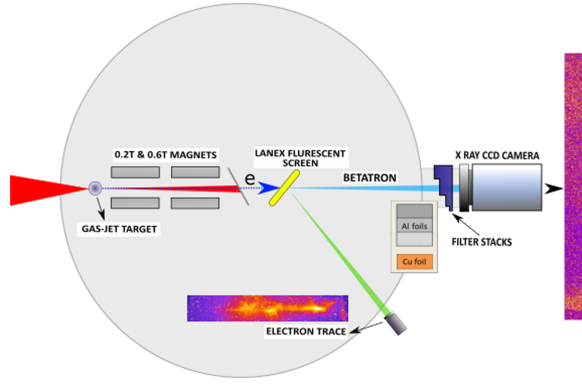 LANEX FLURESCENT
SCREEN
0.2T & 0.6T MAGNETS
X RAY CCD CAMERA
e
BETATRON
GAS-JET TARGET
Al foils
FILTER STACKS
Cu foil
ELECTRON TRACE